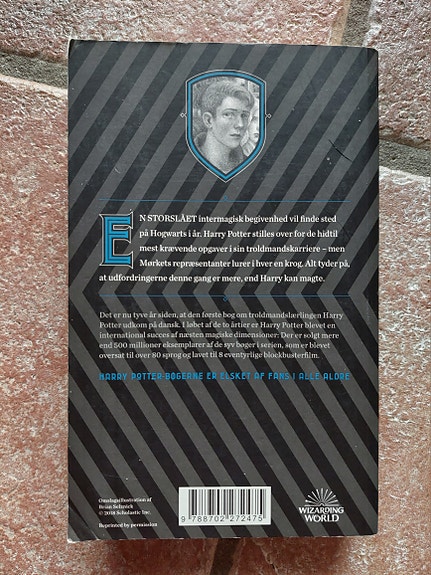 EN STORSLÅET intermagisk begivenhed vil finde sted
på Hogwarts i år. Harry Potter stilles over for de hidtil
mest krævende opgaver i sin troldmandskarriere – men
Mørkets repræsentanter lurer i hver en krog. Alt tyder på,
at udfordringerne denne gang er mere, end Harry kan magte.
Det er nu tyve år siden, at den første bog om troldmandslærlingen Harry
Potter udkom på dansk. I løbet af de to årtier er Harry Potter blevet en
international succes af næsten magiske dimensioner: Der er solgt mere
end 500 millioner eksemplarer af de syv bøger i serien, som er blevet
oversat til over 80 sprog og lavet til 8 eventyrlige blockbusterfilm.
HARRY POTTER-BØGERNE ER ELSKET AF FANS I ALLE ALDRE
Omslagsillustration af
Brian Selznick
© 2018 Scholastic Inc.
Reprinted by permission
9 788702 272475
WIZARDING
WORLD